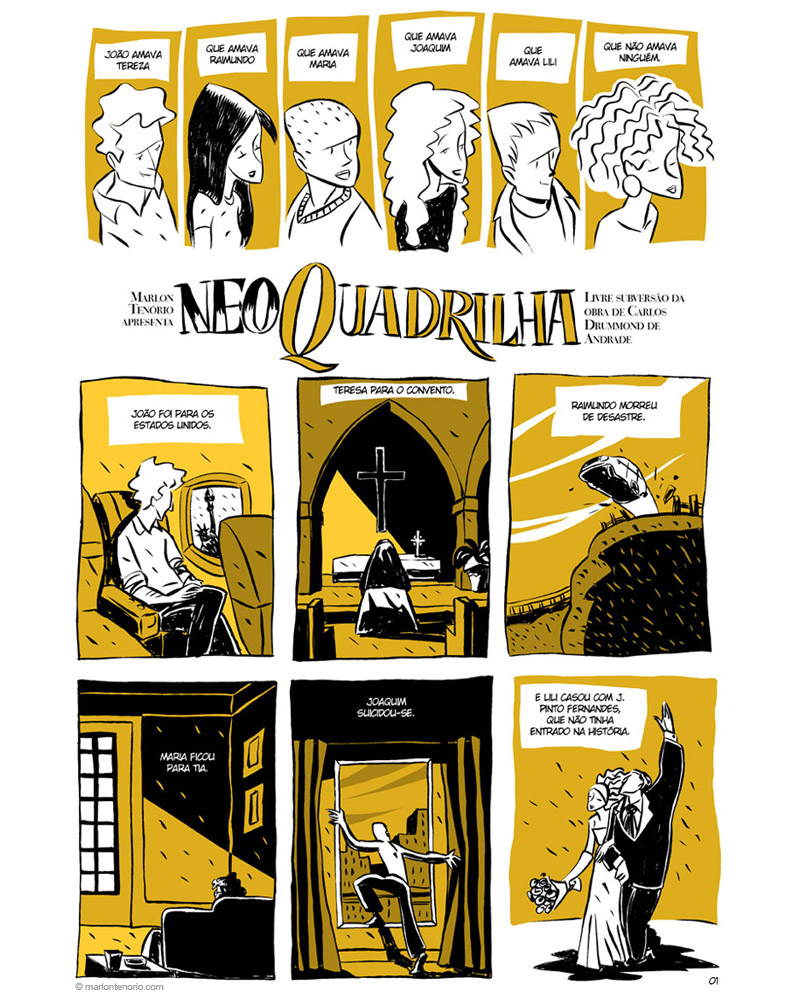 JOÃO AMAVA
TEREZA
QUE AMAVA
RAIMUNDO
QUE AMAVA
MARIA
QUE AMAVA
JOAQUIM
QUE
AMAVA LILI
QUE NÃO AMAVA
NINGUÉM.
MARLON
TENÓRIO
APRESENTA
NEOQUADRILHA
LIVRE SUBVERSÃO DA
OBRA DE CARLOS
DRUMMOND DE
ANDRADE
JOÃO FOI PARA OS
ESTADOS UNIDOS.
TERESA PARA O CONVENTO.
RAIMUNDO MORREU
DE DESASTRE.
MARIA FICOU
PARA TIA.
JOAQUIM
SUICIDOU-SE.
E LILI CASOU COM J.
PINTO FERNANDES,
QUE NÃO TINHA
ENTRADO NA HISTÓRIA.
01
© marlontenorio.com